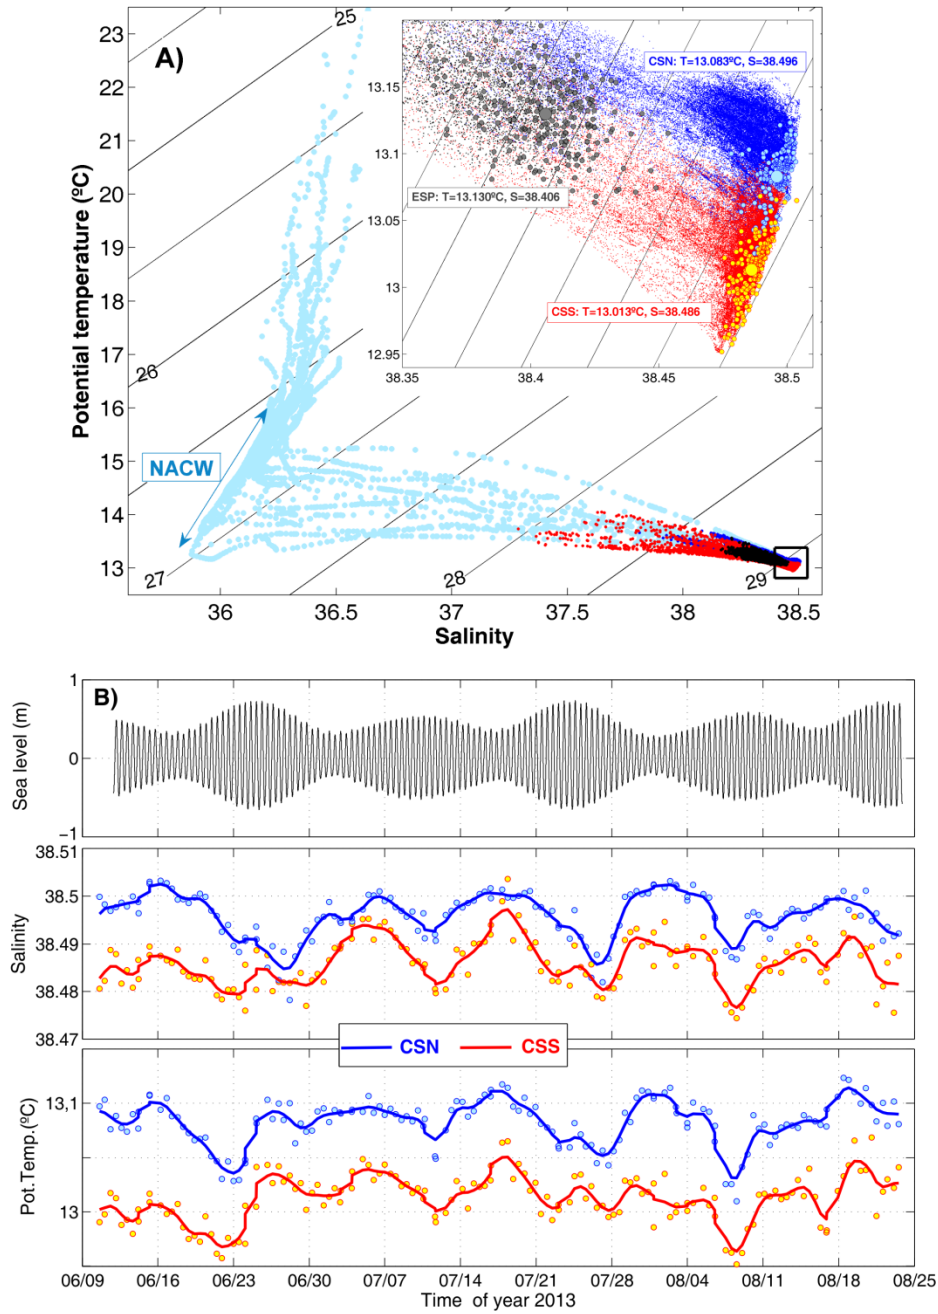 A)
Potential temperature (ºC)
23
22
21
20
19
18
17
16
15
14
13
25
26
27
28
29
NACW
36
36.5
37
37.5
38
38.5
Salinity
13.15
13.1
13.05
13
12.95
38.35
38.4
38.45
38.5
CSN: T=13.083ºC, S=38.496
ESP: T=13.130ºC, S=38.406
CSS: T=13.013ºC, S=38.486
B)
Sea level (m)
1
0
−1
Salinity
38.51
38.5
38.49
38.48
38.47
CSN
CSS
Pot.Temp.(ºC)
13,1
13
06/09 06/16 06/23 06/30 07/07 07/14 07/21 07/28 08/04 08/11 08/18 08/25
Time of year 2013